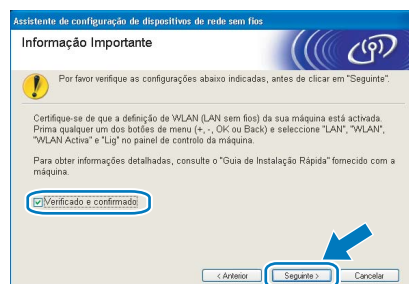 Assistente de configuração de dispositivos de rede sem fios
Informação Importante
Por favor verifique as configurações abaixo indicadas, antes de clicar em "Seguinte".
Certifique-se de que a definição de WLAN (LAN sem fios) da sua máquina está activada.
Prima qualquer um dos botões de menu (+, -, OK ou Back) e seleccione "LAN", "WLAN",
"WLAN Activa" e "Lig" no painel de controlo da máquina.
Para obter informações detalhadas, consulte o "Guia de Instalação Rápida" fornecido com a
máquina.
Verificado e confirmado
< Anterior
Seguinte >
Cancelar